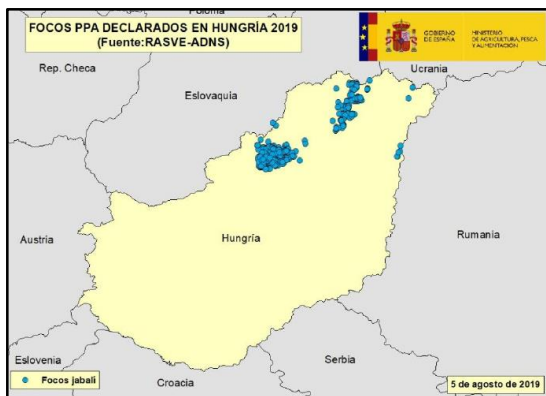 FOCOS PPA DECLARADOS EN HUNGRÍA 2019
(Fuente:RASVE-ADNS)
GOBIERNO
DE ESPAÑA
MINISTERIO
DE AGRICULTURA, PESCA
Y ALIMENTACIÓN
Polonia
Rep. Checa
Ucrania
Eslovaquia
Austria
Hungría
Rumania
Eslovenia
Serbia
Focos jabalí
Croacia
5 de agosto de 2019